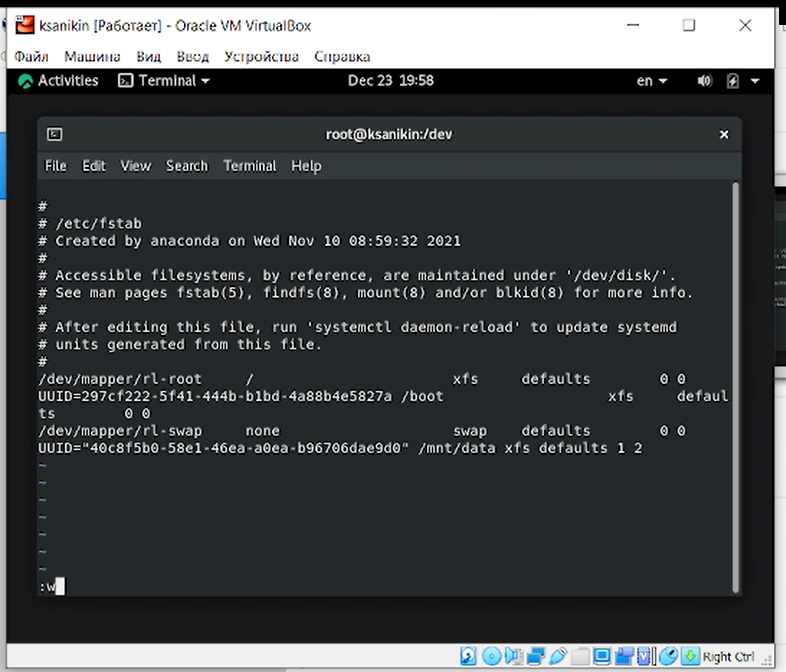 ksanikin [Работает] - Oracle VM VirtualBox
Файл Машина Вид Ввод Устройства Справка
Activities Terminal Dec 23 19:58 en
root@ksanikin:/dev
File Edit View Search Terminal Help
#
# /etc/fstab
# Created by anaconda on Wed Nov 10 08:59:32 2021
#
# Accessible filesystems, by reference, are maintained under '/dev/disk/'.
# See man pages fstab(5), findfs(8), mount(8) and/or blkid(8) for more info.
#
# After editing this file, run 'systemctl daemon-reload' to update systemd
# units generated from this file.
#
/dev/mapper/rl-root / xfs defaults 0 0
UUID=297cf222-5f41-444b-b1bd-4a88b4e5827a /boot xfs defaul
ts 0 0
/dev/mapper/rl-swap none swap defaults 0 0
UUID="40c8f5b0-58e1-46ea-a0ea-b96706dae9d0" /mnt/data xfs defaults 1 2
~
~
~
~
~
~
~
:w
Right Ctrl